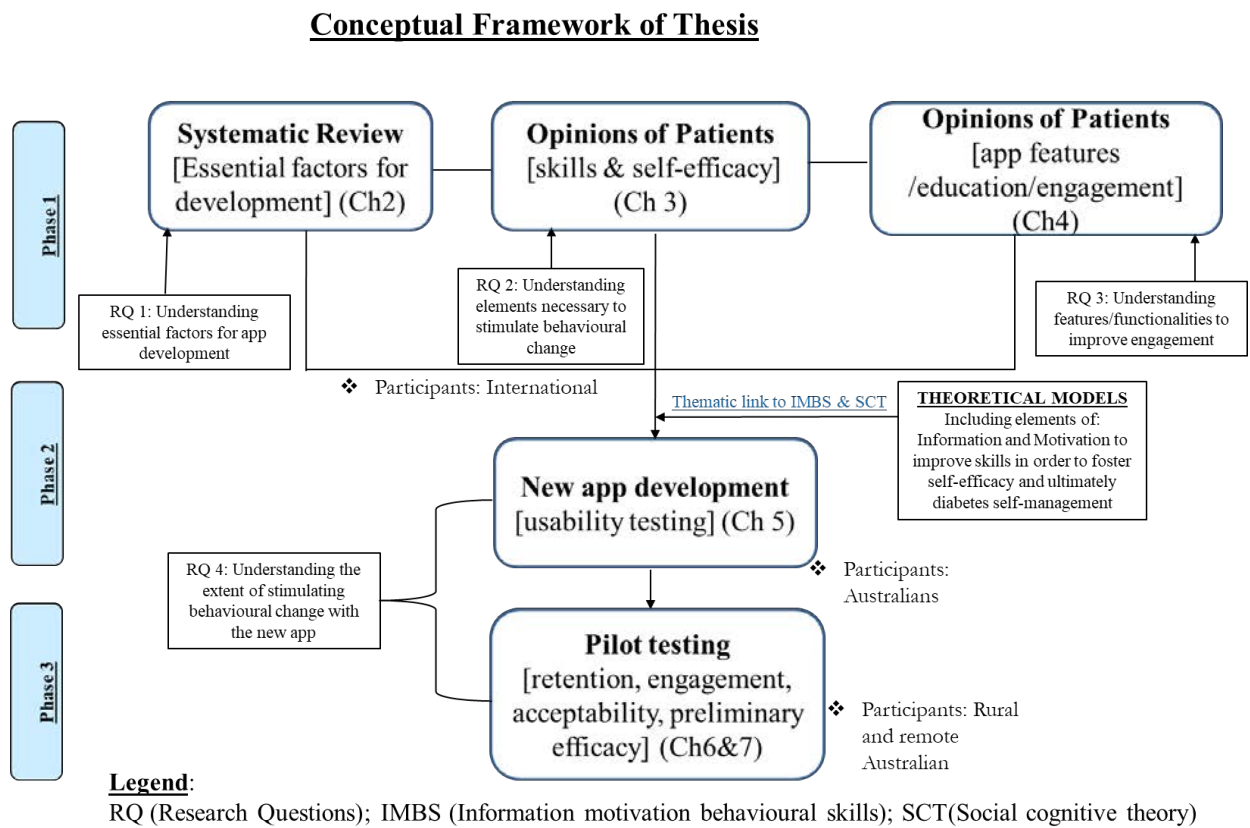 Conceptual Framework of Thesis
Phase 1
Systematic Review
[Essential factors for
development] (Ch2)
Opinions of Patients
[skills & self-efficacy]
(Ch 3)
Opinions of Patients
[app features
/education/engagement]
(Ch4)
RQ 1: Understanding
essential factors for app
development
RQ 2: Understanding
elements necessary to
stimulate behavioural
change
RQ 3: Understanding
features/functionalities to
improve engagement
❖ Participants: International
Phase 2
Thematic link to IMBS & SCT
THEORETICAL MODELS
Including elements of:
Information and Motivation to
improve skills in order to foster
self-efficacy and ultimately
diabetes self-management
New app development
[usability testing] (Ch 5)
RQ 4: Understanding the
extent of stimulating
behavioural change with
the new app
❖ Participants:
Australians
Phase 3
Pilot testing
[retention, engagement,
acceptability, preliminary
efficacy] (Ch6&7)
❖ Participants: Rural
and remote
Australian
Legend:
RQ (Research Questions); IMBS (Information motivation behavioural skills); SCT(Social cognitive theory)